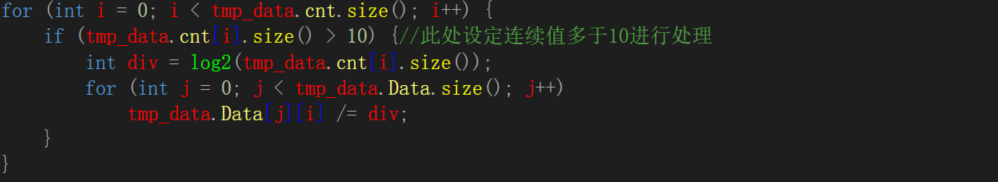 for (int i = 0; i < tmp_data.cnt.size(); i++) {
if (tmp_data.cnt[i].size() > 10) {//此处设定连续值多于10进行处理
int div = log2(tmp_data.cnt[i].size());
for (int j = 0; j < tmp_data.Data.size(); j++)
tmp_data.Data[j][i] /= div;
}
}